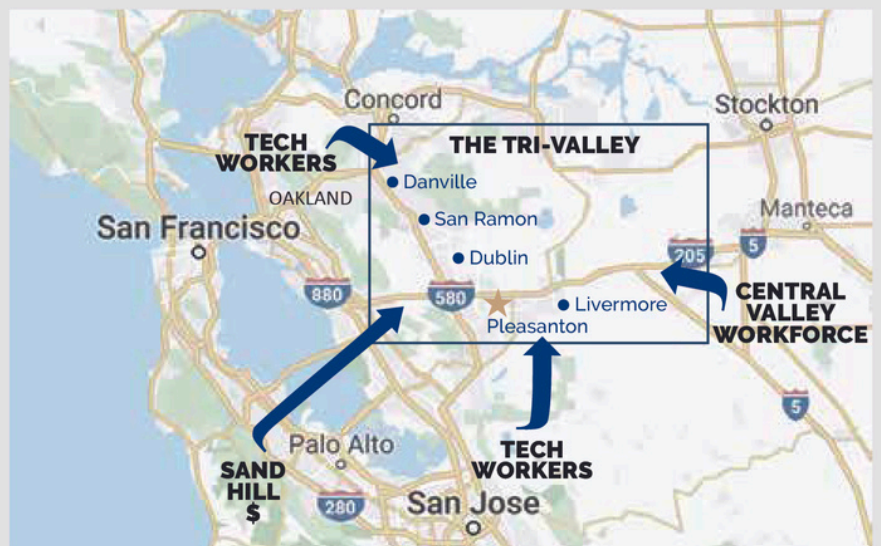 Concord
Stockton
TECH
WORKERS
THE TRI-VALLEY
Danville
OAKLAND
San Ramon
Manteca
San Francisco
Dublin
5
205
880
580
Livermore
CENTRAL
VALLEY
WORKFORCE
Pleasanton
5
Palo Alto
TECH
WORKERS
SAND
HILL
$
280
San Jose